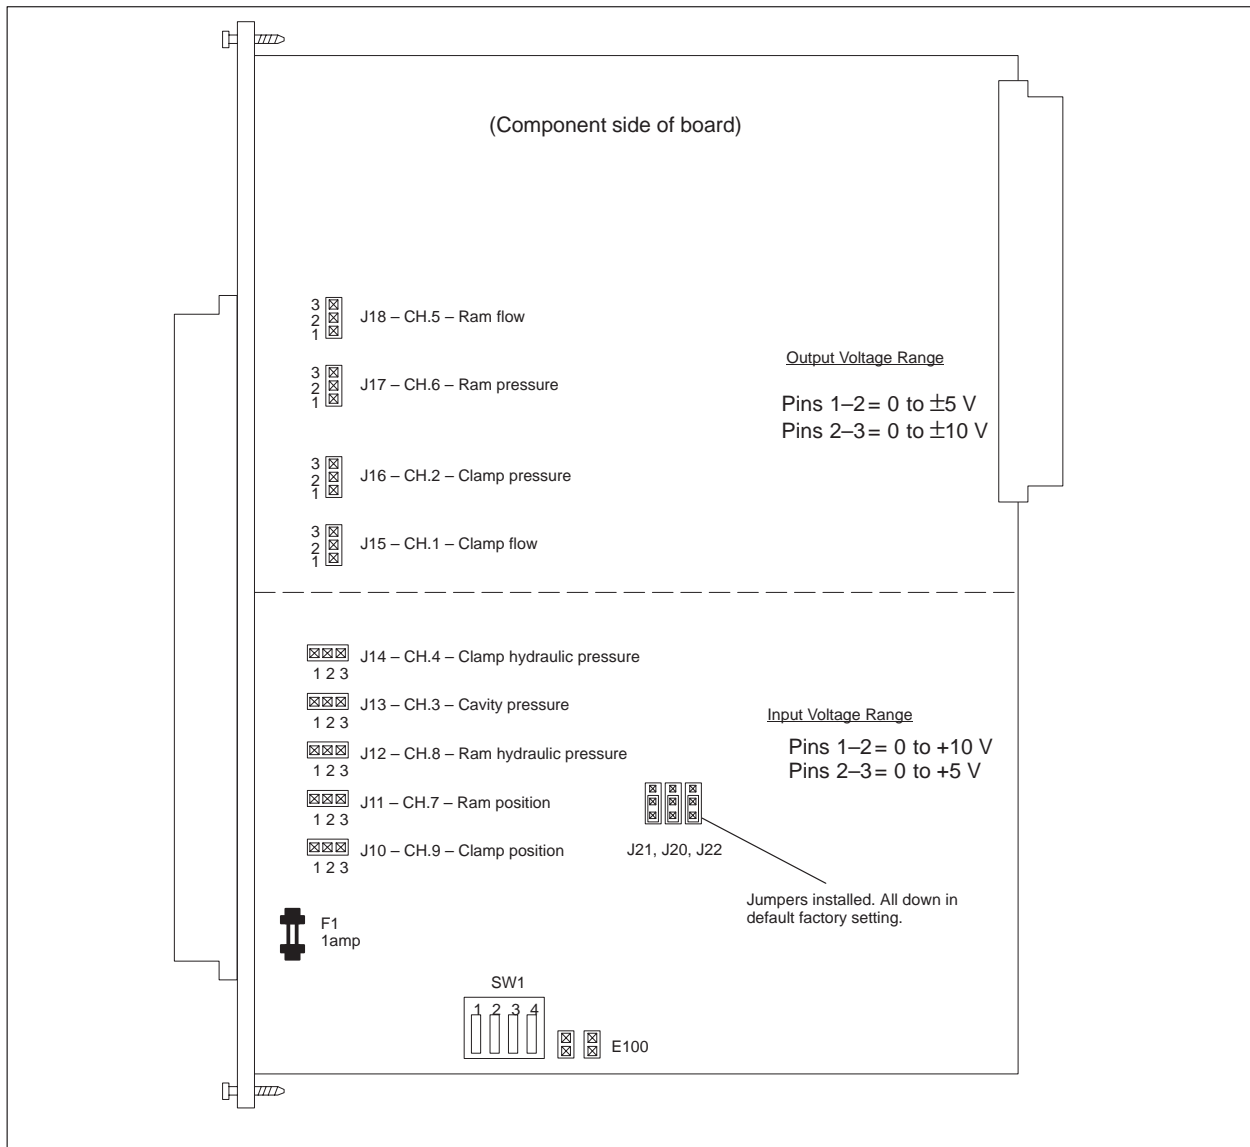 (Component side of board)
3
2
1
J18 – CH.5 – Ram flow
3
2
1
J17 – CH.6 – Ram pressure
Output Voltage Range
Pins 1–2= 0 to ±5 V
Pins 2–3= 0 to ±10 V
3
2
1
J16 – CH.2 – Clamp pressure
3
2
1
J15 – CH.1 – Clamp flow
J14 – CH.4 – Clamp hydraulic pressure
1 2 3
J13 – CH.3 – Cavity pressure
1 2 3
J12 – CH.8 – Ram hydraulic pressure
1 2 3
J11 – CH.7 – Ram position
1 2 3
J10 – CH.9 – Clamp position
1 2 3
Input Voltage Range
Pins 1–2= 0 to +10 V
Pins 2–3= 0 to +5 V
J21, J20, J22
Jumpers installed. All down in
default factory setting.
F1
1amp
SW1
1 2 3 4
E100